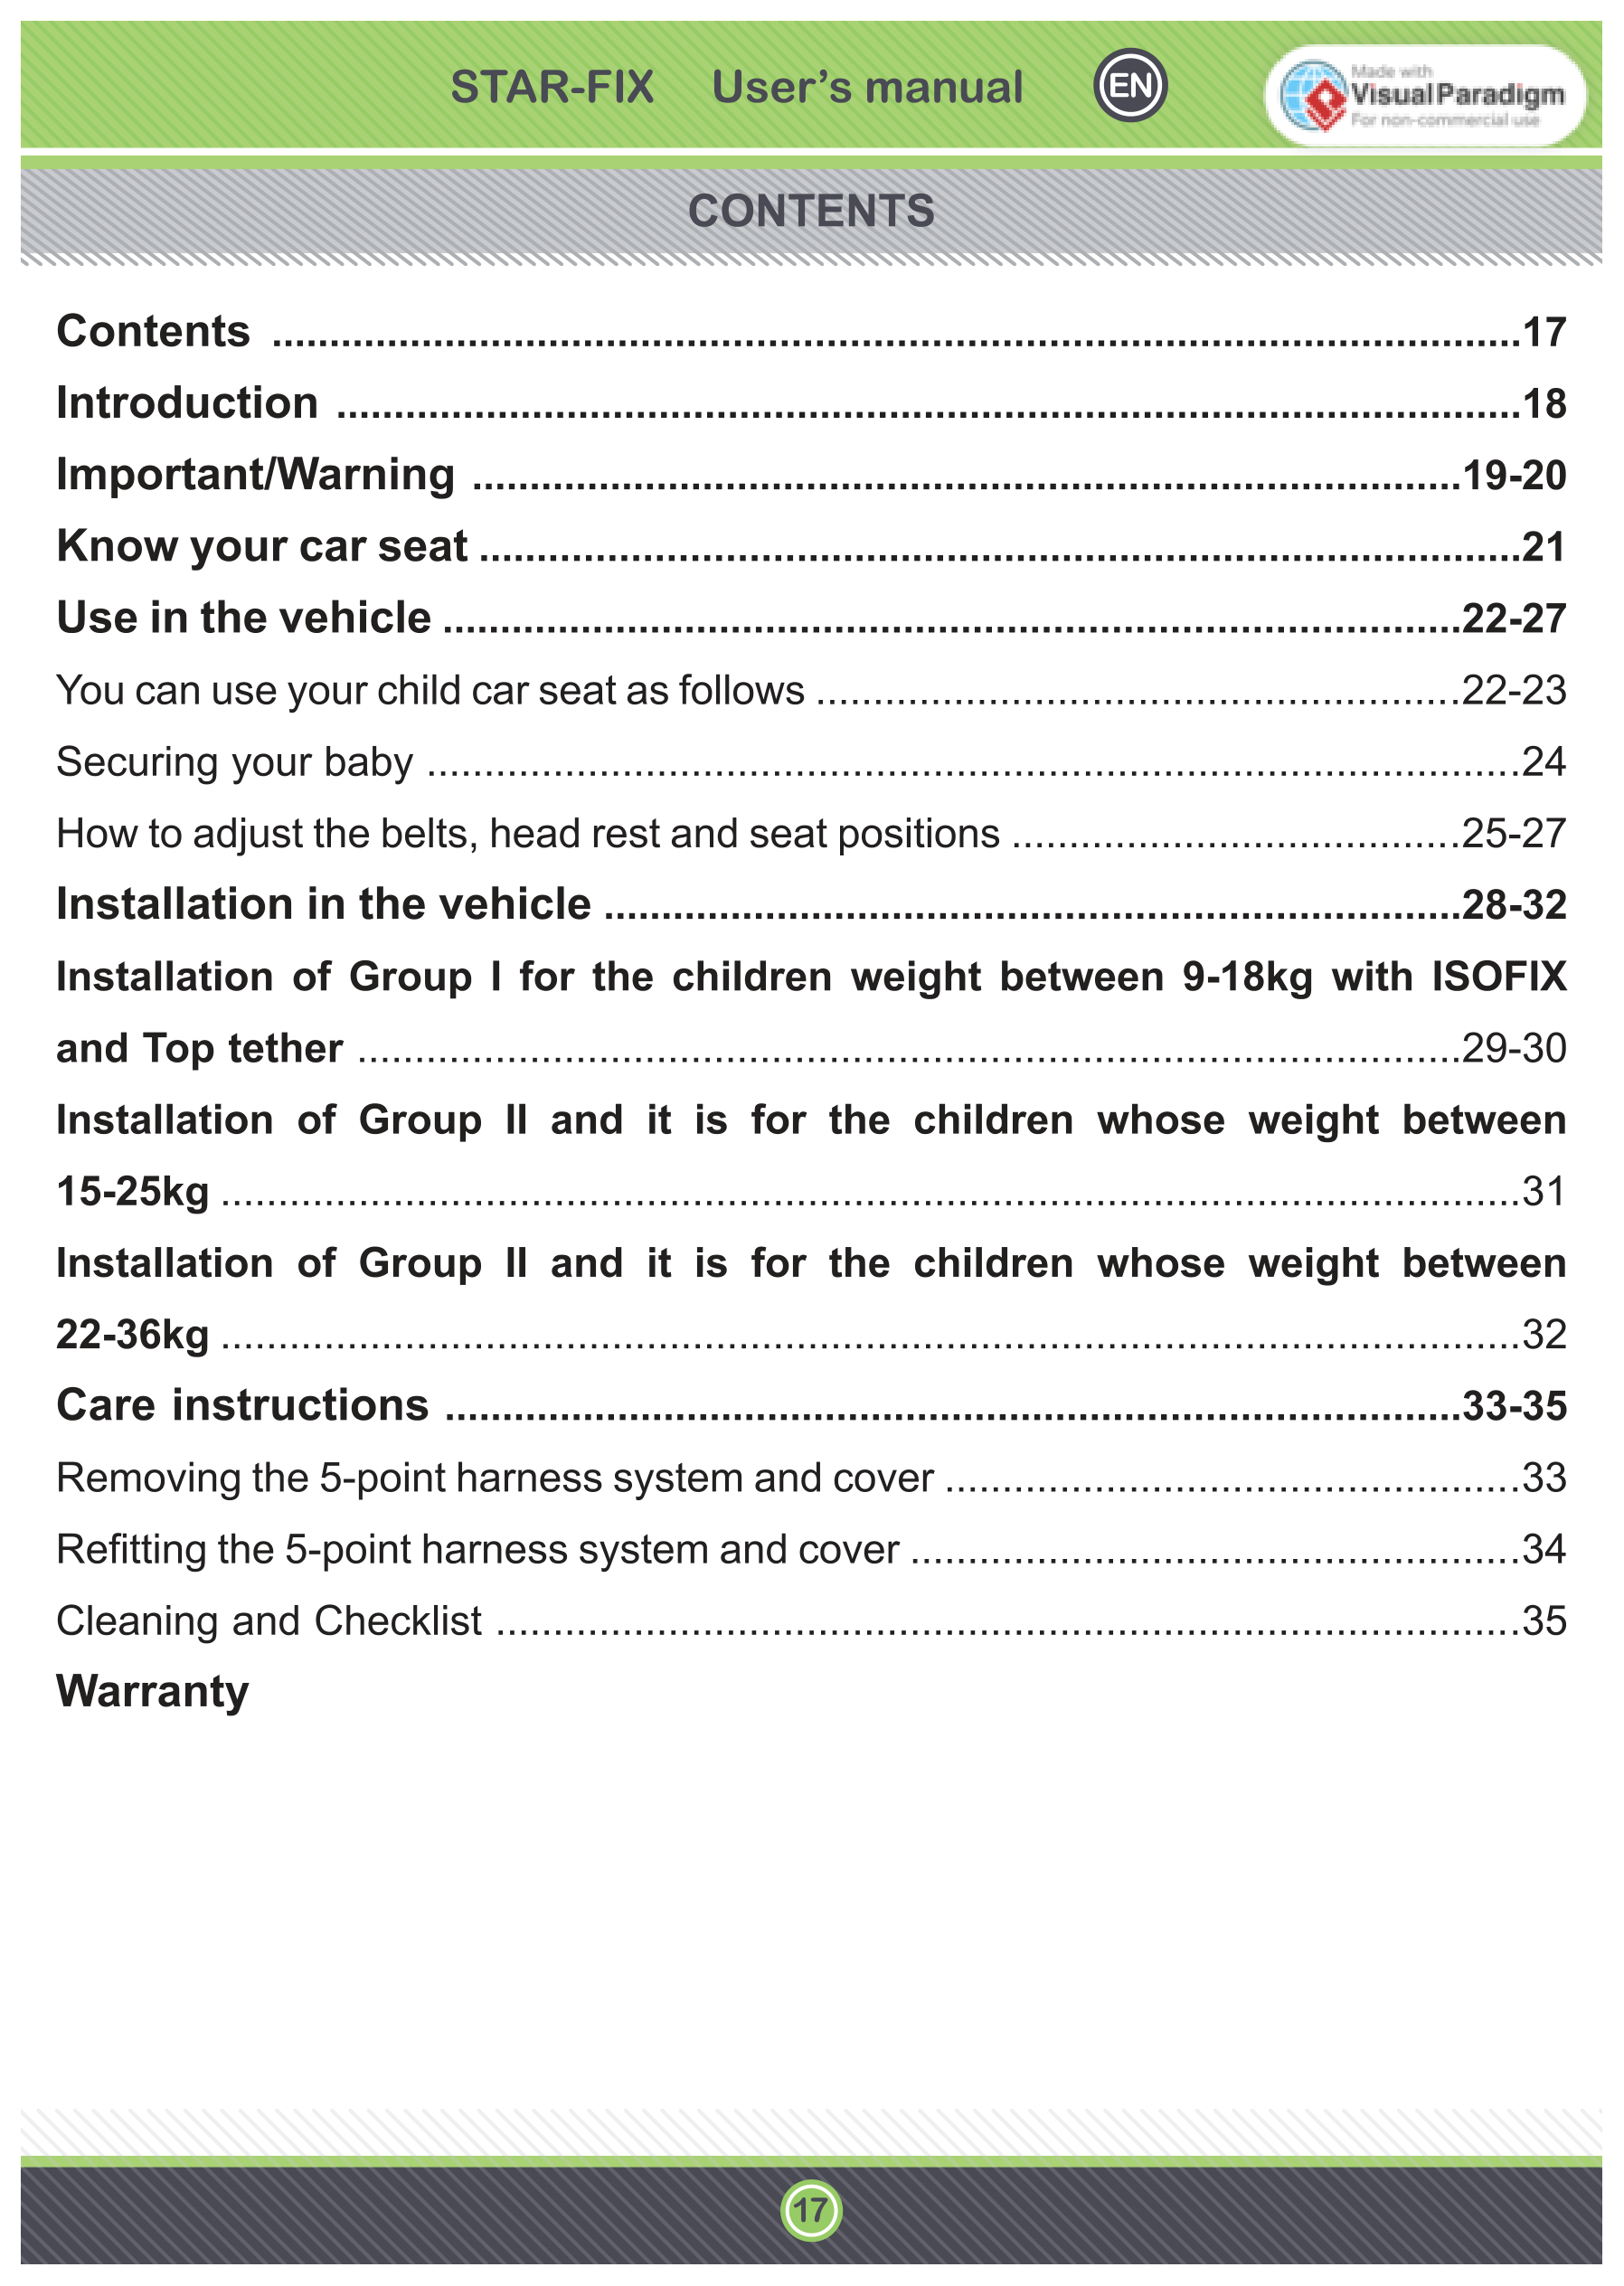 STAR-FIX User's manual EN
Made with
Visual Paradigm
For non-commercial use
CONTENTS
Contents ........................................................................................................17
Introduction ...................................................................................................18
Important/Warning ...................................................................................19-20
Know your car seat .......................................................................................21
Use in the vehicle .....................................................................................22-27
You can use your child car seat as follows ........................................................22-23
Securing your baby ...............................................................................................24
How to adjust the belts, head rest and seat positions .......................................25-27
Installation in the vehicle ........................................................................28-32
Installation of Group I for the children weight between 9-18kg with ISOFIX
and Top tether ................................................................................................29-30
Installation of Group II and it is for the children whose weight between
15-25kg .................................................................................................................31
Installation of Group II and it is for the children whose weight between
22-36kg .................................................................................................................32
Care instructions .....................................................................................33-35
Removing the 5-point harness system and cover ..................................................33
Refitting the 5-point harness system and cover .....................................................34
Cleaning and Checklist .........................................................................................35
Warranty
17